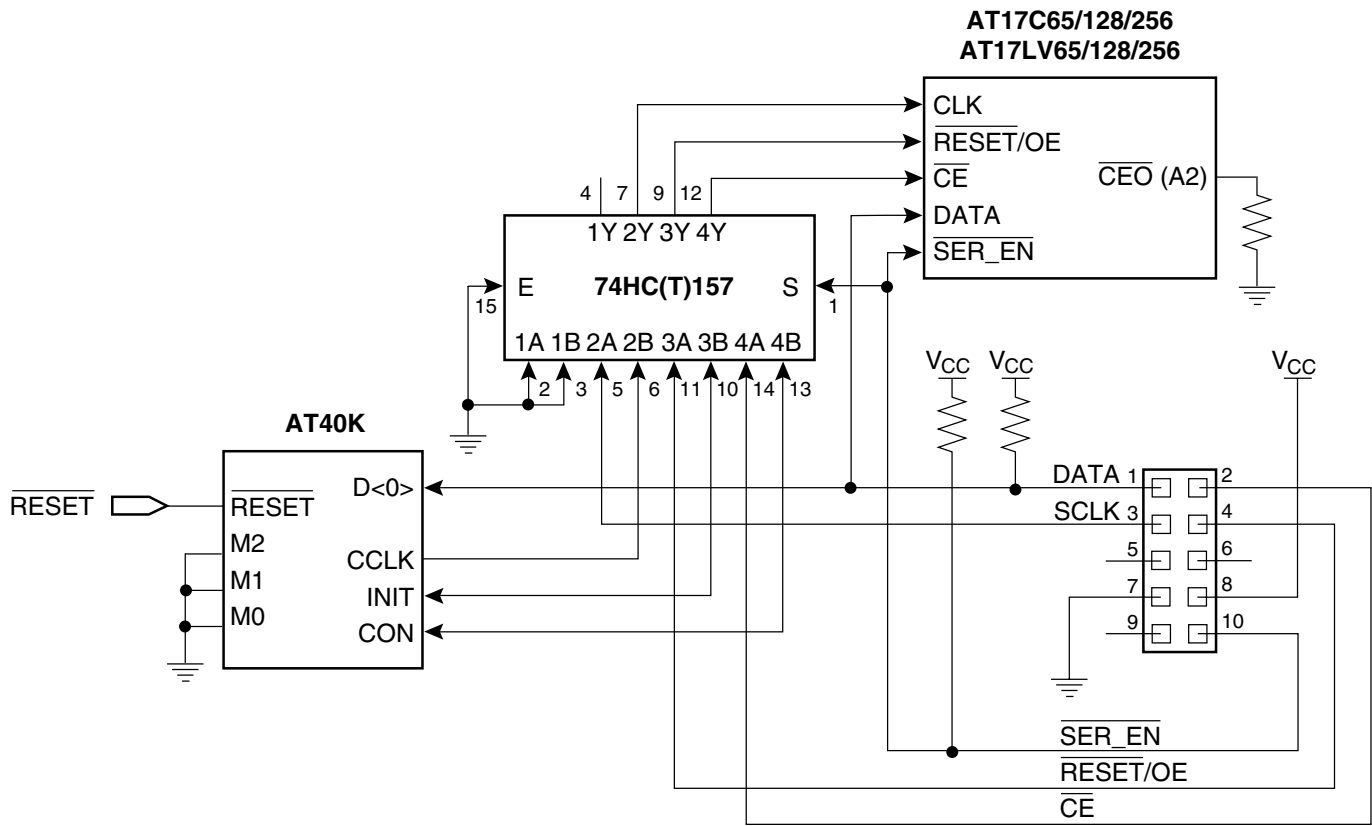 AT17C65/128/256
AT17LV65/128/256
CLK
RESET/OE
CE
CEO (A2)
DATA
SER_EN
4 7 9 12
1Y 2Y 3Y 4Y
74HC(T)157
E S
15 1
1A 1B 2A 2B 3A 3B 4A 4B
2 3 5 6 11 10 14 13
VCC VCC VCC
AT40K
RESET
RESET
D<0>
M2
M1
M0
CCLK
INIT
CON
DATA 1 2
SCLK 3 4
5 6
7 8
9 10
SER_EN
RESET/OE
CE